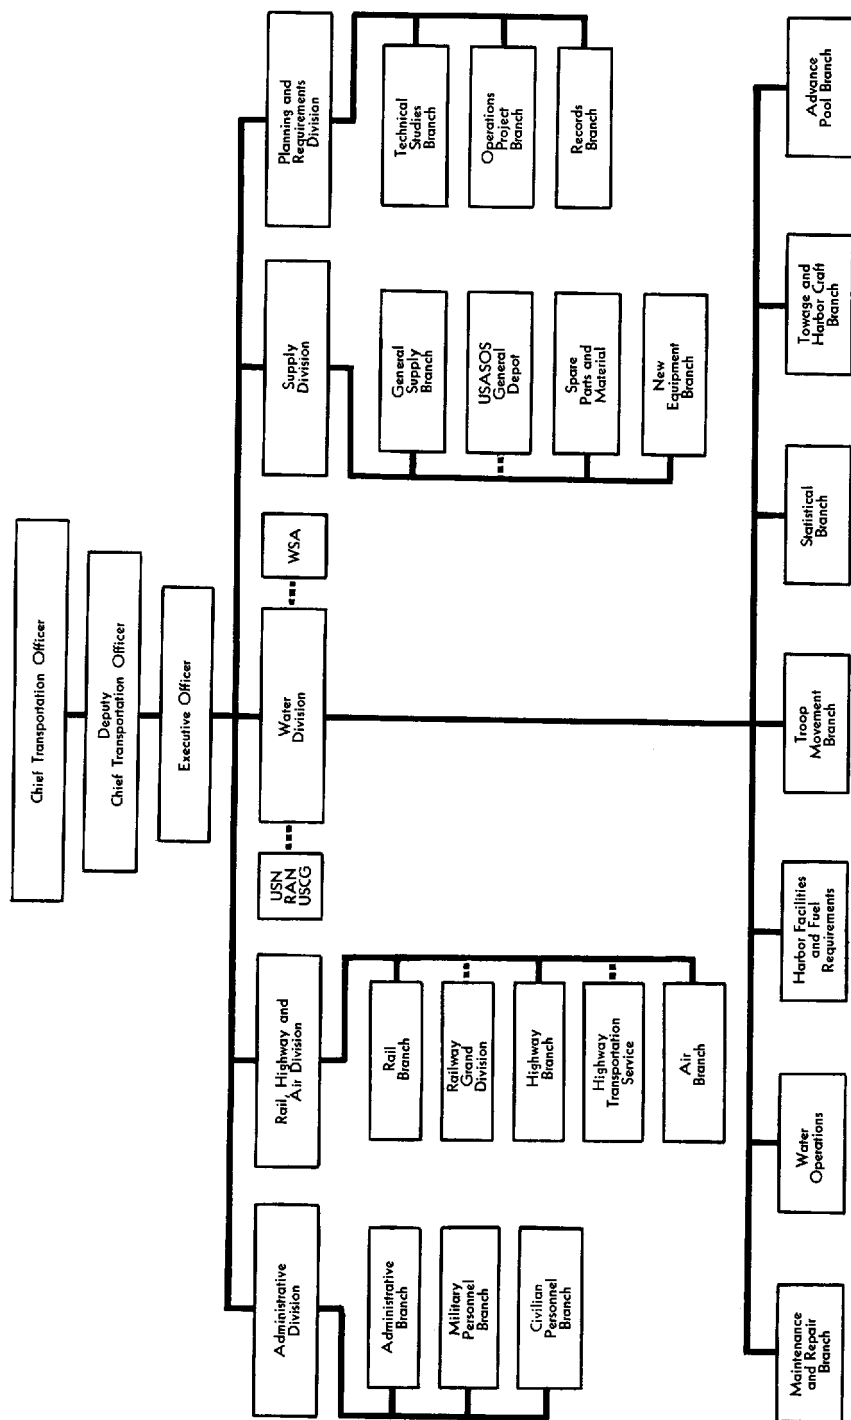 Chief Transportation Officer
Deputy
Chief Transportation Officer
Executive Officer
Administrative
Division
Rail, Highway and
Air Division
USN
RAN
USCG
Water
Division
WSA
Supply
Division
Planning and
Requirements
Division
Administrative
Branch
Military
Personnel
Branch
Civilian
Personnel
Branch
Rail
Branch
Railway
Grand
Division
Highway
Branch
Highway
Transportation
Service
Air
Branch
General
Supply
Branch
USASOS
General
Depot
Spare
Parts and
Material
New
Equipment
Branch
Technical
Studies
Branch
Operations
Project
Branch
Records
Branch
Maintenance
and Repair
Branch
Water
Operations
Harbor Facilities
and Fuel
Requirements
Troop
Movement
Branch
Statistical
Branch
Towage and
Harbor Craft
Branch
Advance
Pool Branch